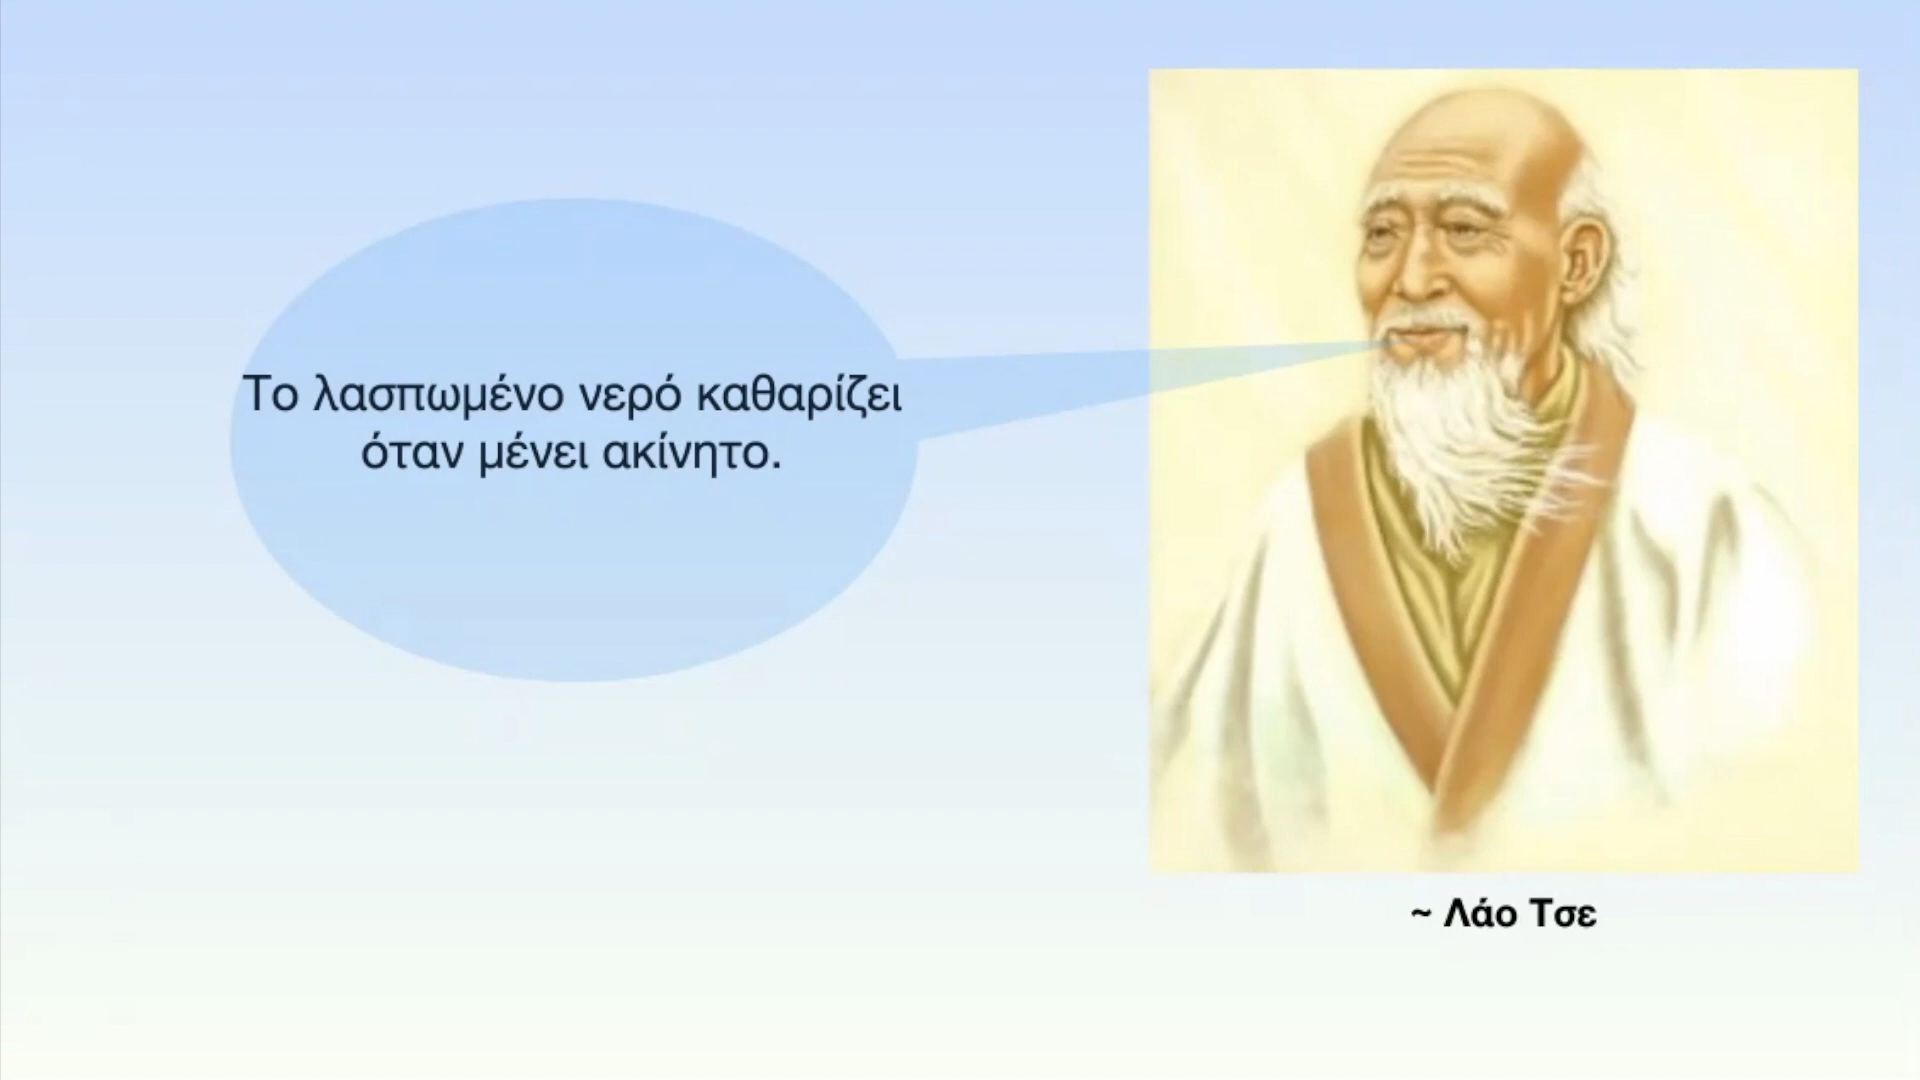 Το λασπωμένο νερό καθαρίζει
όταν μένει ακίνητο.
~ Λάο Τσε